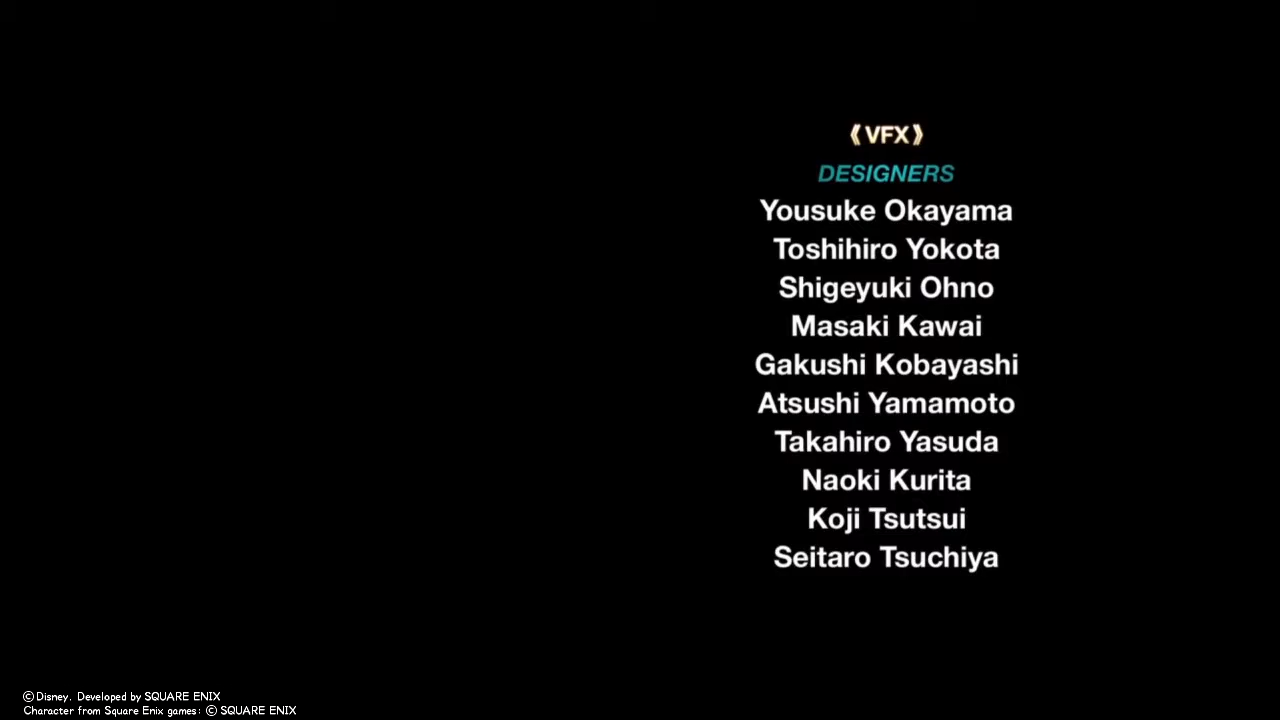 《VFX》
DESIGNERS
Yousuke Okayama
Toshihiro Yokota
Shigeyuki Ohno
Masaki Kawai
Gakushi Kobayashi
Atsushi Yamamoto
Takahiro Yasuda
Naoki Kurita
Koji Tsutsui
Seitaro Tsuchiya
©Disney. Developed by SQUARE ENIX
Character from Square Enix games: © SQUARE ENIX